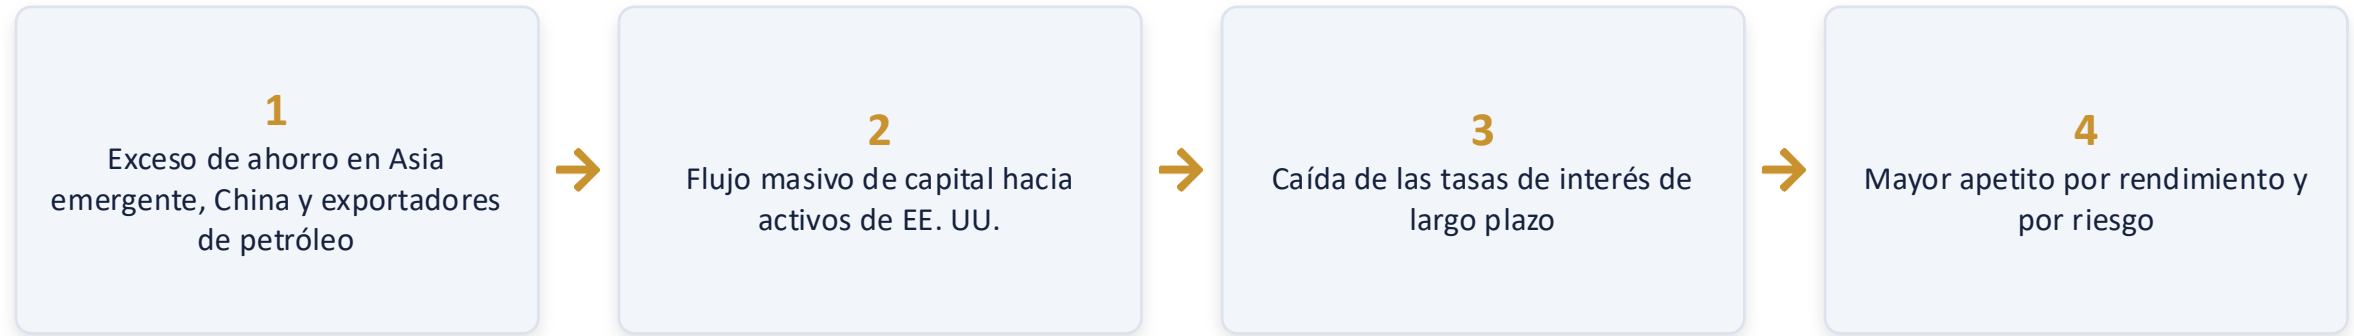 1
Exceso de ahorro en Asia
emergente, China y exportadores
de petróleo
2
Flujo masivo de capital hacia
activos de EE. UU.
3
Caída de las tasas de interés de
largo plazo
4
Mayor apetito por rendimiento y
por riesgo